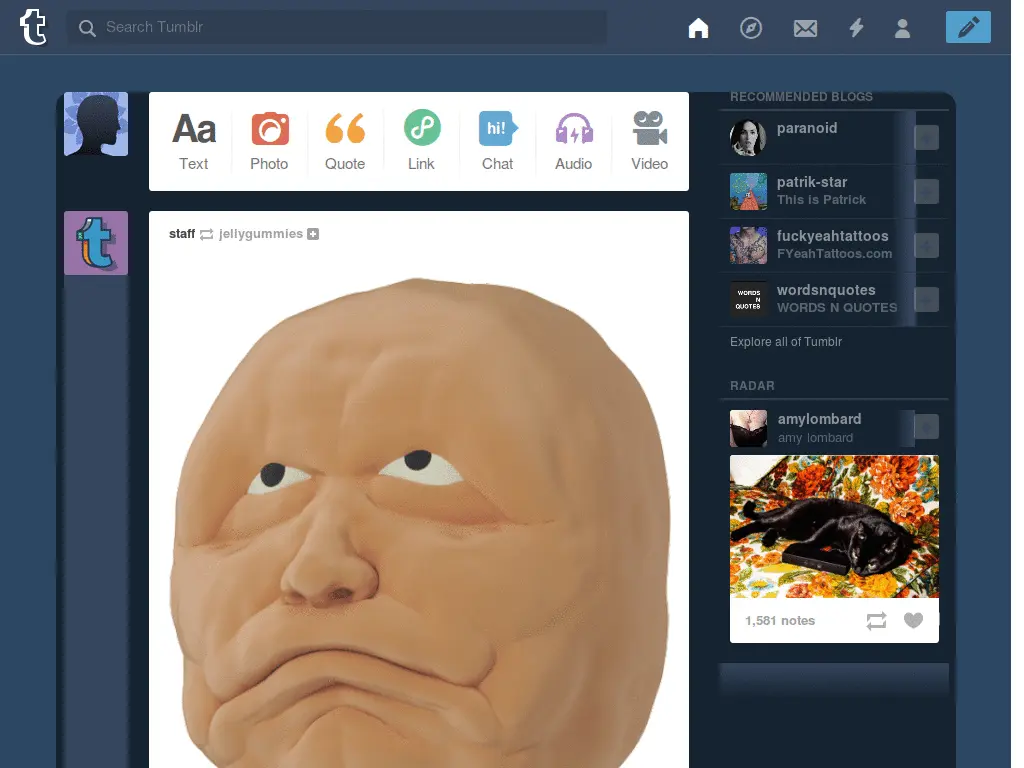 Search Tumblr
Aa
hi!
Text
Photo
Quote
Link
Chat
Audio
Video
staff jellygummies
RECOMMENDED BLOGS
paranoid
patrik-star
This is Patrick
fuckyeahtattoos
FYeahTattoos.com
WORDS
N
QUOTES
wordsnquotes
WORDS N QUOTES
Explore all of Tumblr
RADAR
amylombard
amy lombard
1,581 notes